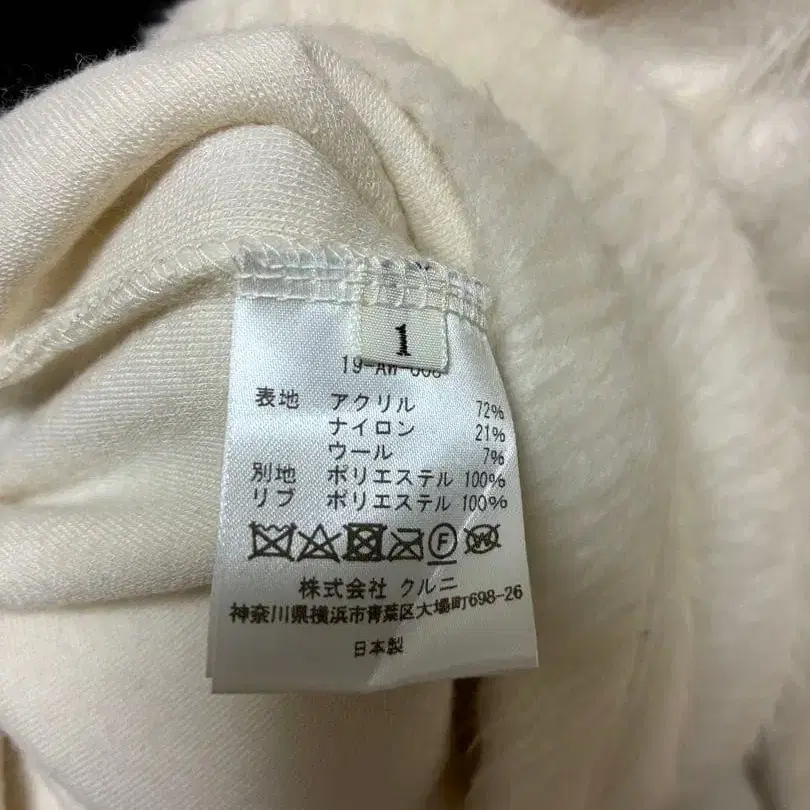 1
19-AW-
表地 アクリル 72%
ナイロン 21%
ウール 7%
別地 ポリエステル 100%
リブ ポリエステル 100%
F
W
株式会社 クルニ
神奈川県横浜市青葉区大場町698-26
日本製